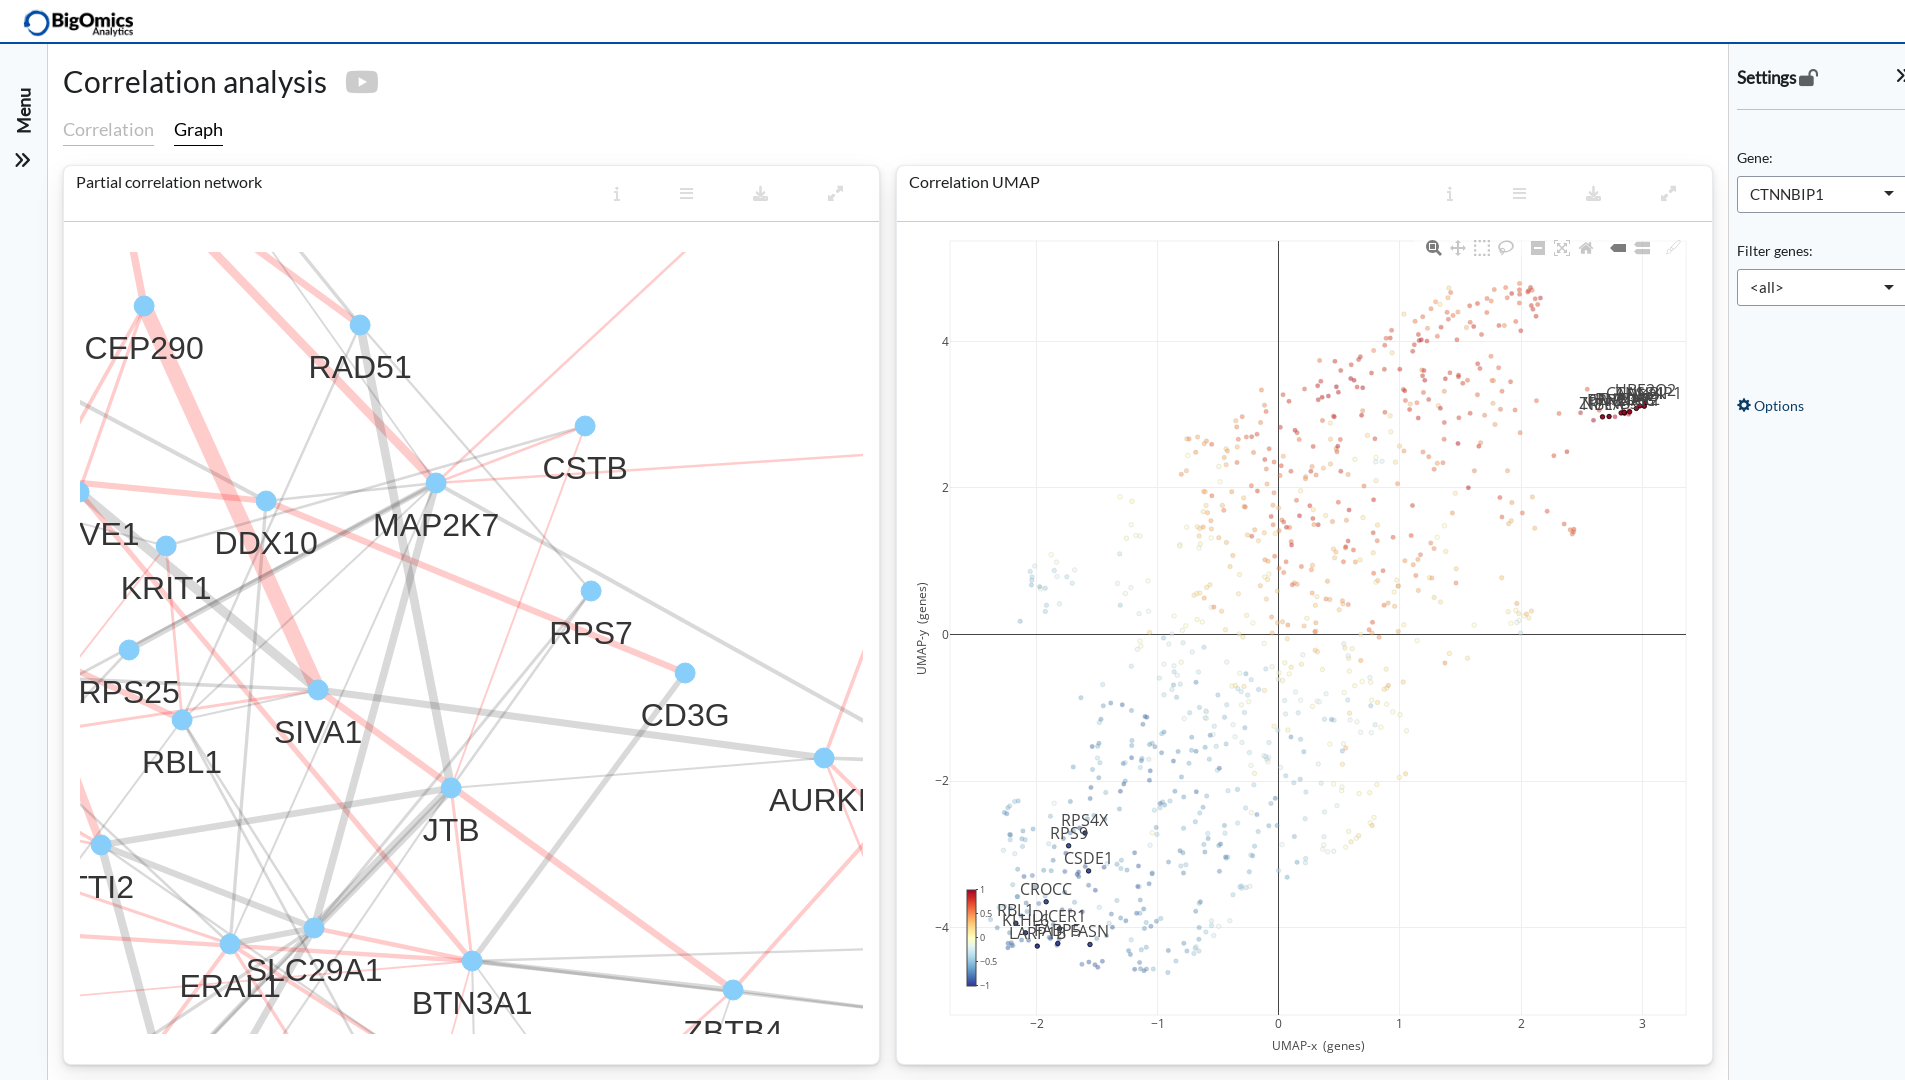 BigOmics
Analytics
Menu
Correlation analysis
Correlation
Graph
Partial correlation network
CEP290
RAD51
CSTB
MAP2K7
VE1
DDX10
KRIT1
RPS7
RPS25
CD3G
SIVA1
RBL1
AURK
JTB
TI2
SLC29A1
ERAL1
BTN3A1
ZBTB4
Correlation UMAP
UMAP-y (genes)
4
2
0
−2
−4
RPS4X
RPS9
CSDE1
CROCC
RBL1
DICER1
FASN
1
0.5
0
−0.5
−1
−2
−1
0
1
2
3
UMAP-x (genes)
Settings
Gene:
CTNNBIP1
Filter genes:
<all>
Options